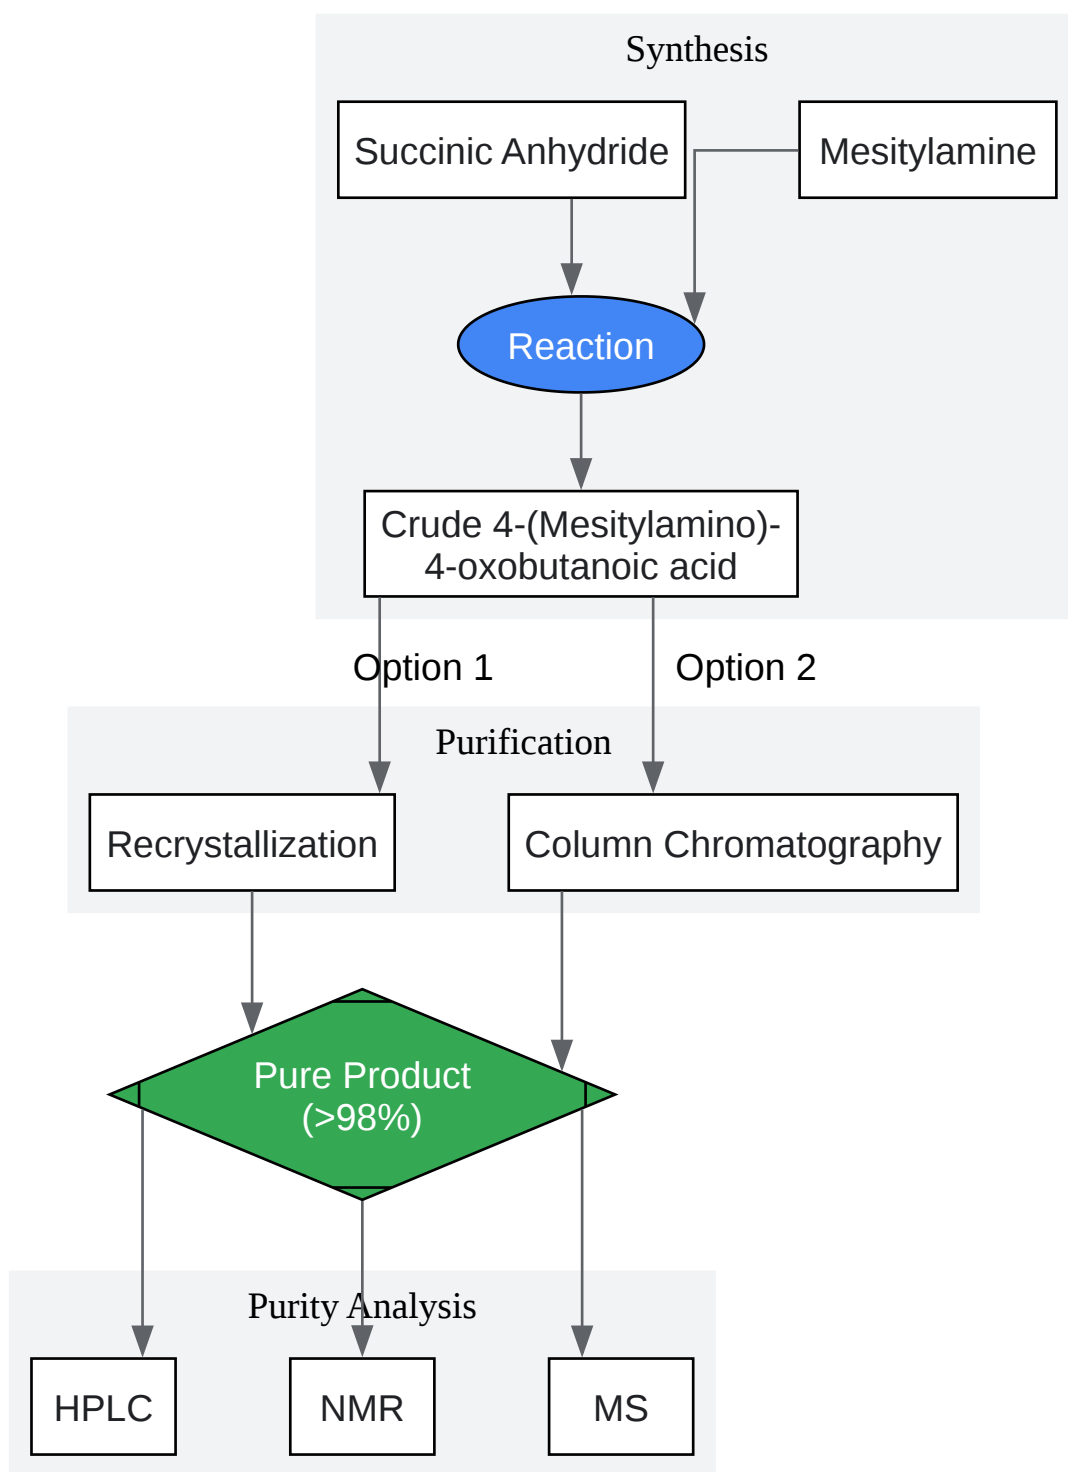 Synthesis
Succinic Anhydride
Mesitylamine
Reaction
Crude 4-(Mesitylamino)-
4-oxobutanoic acid
Option 1
Option 2
Purification
Recrystallization
Column Chromatography
Pure Product
(>98%)
Purity Analysis
HPLC
NMR
MS